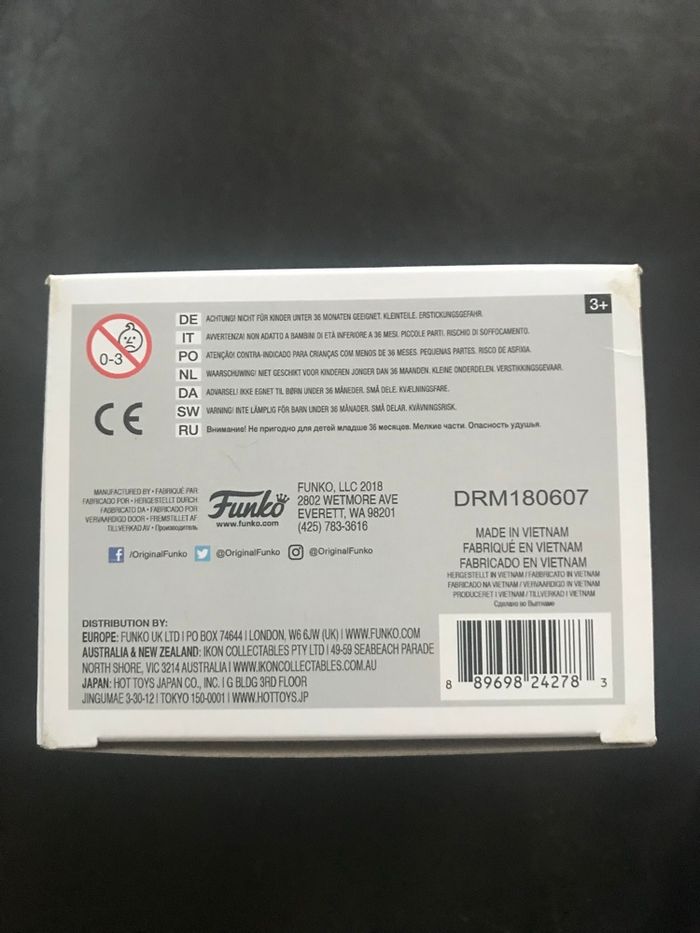 3+
0-3
DE ACHTUNG! NICHT FÜR KINDER UNTER 36 MONATEN GEEIGNET. KLEINTEILE. ERSTICKUNGSGEFAHR.
IT AVVERTENZA! NON ADATTO A BAMBINI DI ETÀ INFERIORE A 36 MESI. PICCOLE PARTI. RISCHIO DI SOFFOCAMENTO.
PO ATENÇÃO! CONTRA-INDICADO PARA CRIANÇAS COM MENOS DE 36 MESES. PEQUENAS PARTES. RISCO DE ASFIXIA.
NL WAARSCHUWING! NIET GESCHIKT VOOR KINDEREN JONGER DAN 36 MAANDEN. KLEINE ONDERDELEN. VERSTIKKINGSGEVAAR.
DA ADVARSEL! IKKE EGNET TIL BØRN UNDER 36 MÅNEDER. SMÅ DELE. KVÆLNINGSFARE.
SW VARNING! INTE LÄMPLIG FÖR BARN UNDER 36 MÅNADER. SMÅ DELAR. KVÄVNINGSRISK.
RU Внимание! Не пригодно для детей младше 36 месяцев. Мелкие части. Опасность удушья.
CE
MANUFACTURED BY • FABRIQUÉ PAR
FABRICADO POR • HERGESTELLT DURCH
FABBRICATO DA • FABRICADO POR
VERVAARDIGD DOOR • FREMSTILLET AF
TILLVERKAD AV • Производитель
Funko
www.funko.com
FUNKO, LLC 2018
2802 WETMORE AVE
EVERETT, WA 98201
(425) 783-3616
DRM180607
f /OriginalFunko @OriginalFunko @OriginalFunko
MADE IN VIETNAM
FABRIQUÉ EN VIETNAM
FABRICADO EN VIETNAM
HERGESTELLT IN VIETNAM / FABBRICATO IN VIETNAM
FABRICADO NA VIETNAM / VERVAARDIGD IN VIETNAM
PRODUCERET I VIETNAM / TILLVERKAD I VIETNAM
Сделано во Вьетнаме
DISTRIBUTION BY:
EUROPE: FUNKO UK LTD I PO BOX 74644 I LONDON, W6 6JW (UK) I WWW.FUNKO.COM
AUSTRALIA & NEW ZEALAND: IKON COLLECTABLES PTY LTD I 49-59 SEABEACH PARADE
NORTH SHORE, VIC 3214 AUSTRALIA I WWW.IKONCOLLECTABLES.COM.AU
JAPAN: HOT TOYS JAPAN CO., INC. I G BLDG 3RD FLOOR
JINGUMAE 3-30-12 I TOKYO 150-0001 I WWW.HOTTOYS.JP
8 89698 24278 3